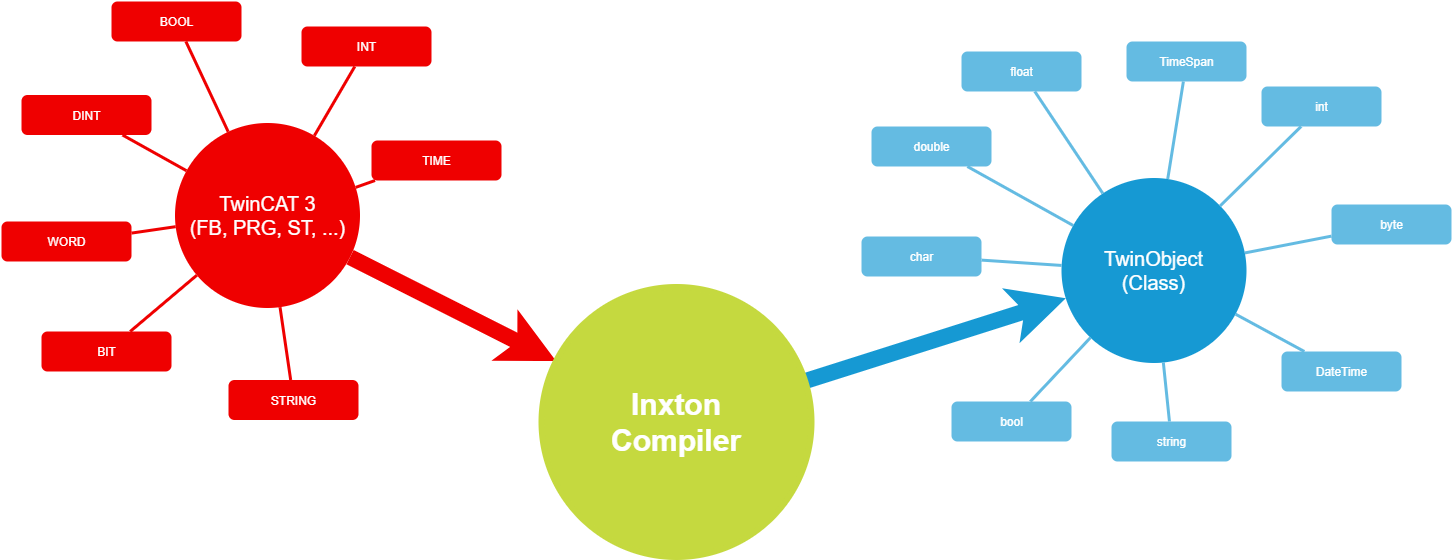 BOOL
INT
DINT
TIME
TwinCAT 3
(FB, PRG, ST, ...)
WORD
BIT
STRING
Inxton
Compiler
float
TimeSpan
int
double
byte
char
TwinObject
(Class)
DateTime
bool
string